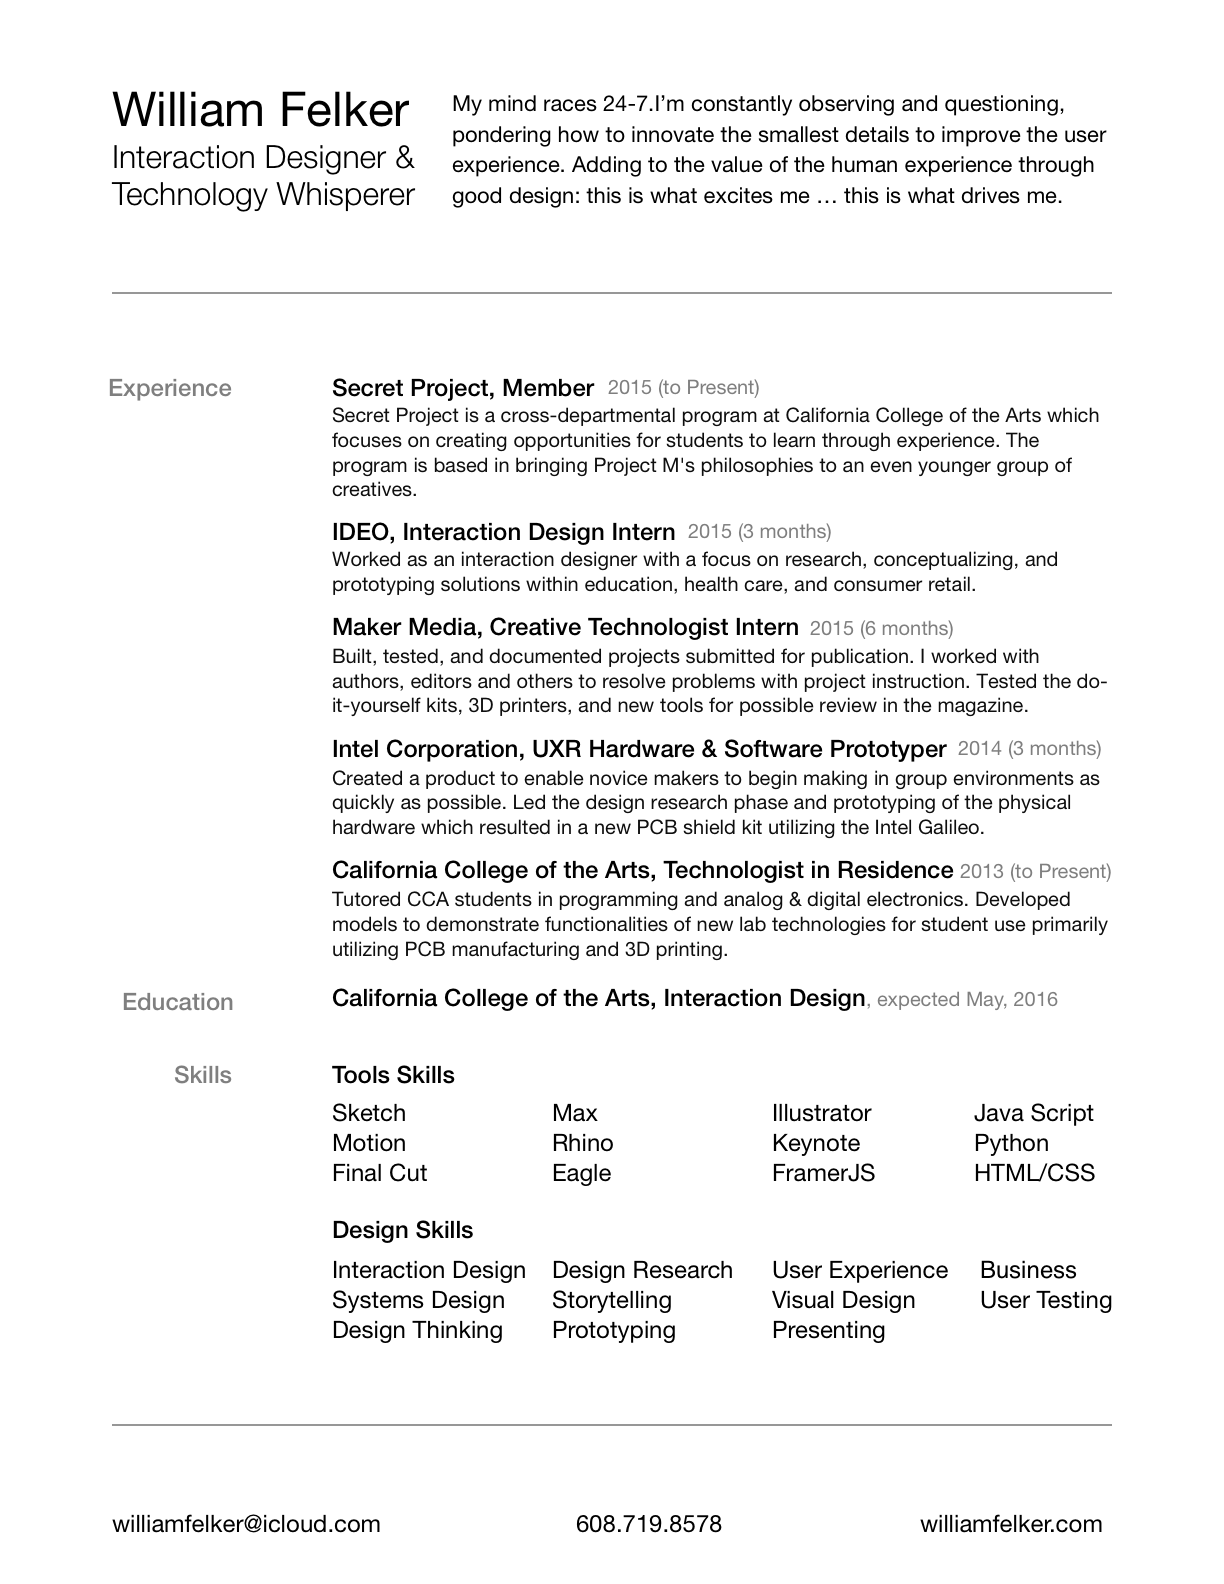 William Felker
Interaction Designer &
Technology Whisperer
My mind races 24-7.I’m constantly observing and questioning,
pondering how to innovate the smallest details to improve the user
experience. Adding to the value of the human experience through
good design: this is what excites me … this is what drives me.
Experience
Secret Project, Member 2015 (to Present)
Secret Project is a cross-departmental program at California College of the Arts which
focuses on creating opportunities for students to learn through experience. The
program is based in bringing Project M's philosophies to an even younger group of
creatives.
IDEO, Interaction Design Intern 2015 (3 months)
Worked as an interaction designer with a focus on research, conceptualizing, and
prototyping solutions within education, health care, and consumer retail.
Maker Media, Creative Technologist Intern 2015 (6 months)
Built, tested, and documented projects submitted for publication. I worked with
authors, editors and others to resolve problems with project instruction. Tested the do-
it-yourself kits, 3D printers, and new tools for possible review in the magazine.
Intel Corporation, UXR Hardware & Software Prototyper 2014 (3 months)
Created a product to enable novice makers to begin making in group environments as
quickly as possible. Led the design research phase and prototyping of the physical
hardware which resulted in a new PCB shield kit utilizing the Intel Galileo.
California College of the Arts, Technologist in Residence 2013 (to Present)
Tutored CCA students in programming and analog & digital electronics. Developed
models to demonstrate functionalities of new lab technologies for student use primarily
utilizing PCB manufacturing and 3D printing.
Education
California College of the Arts, Interaction Design, expected May, 2016
Skills
Tools Skills
Sketch Max Illustrator Java Script
Motion Rhino Keynote Python
Final Cut Eagle FramerJS HTML/CSS
Design Skills
Interaction Design Design Research User Experience Business
Systems Design Storytelling Visual Design User Testing
Design Thinking Prototyping Presenting
williamfelker@icloud.com 608.719.8578 williamfelker.com